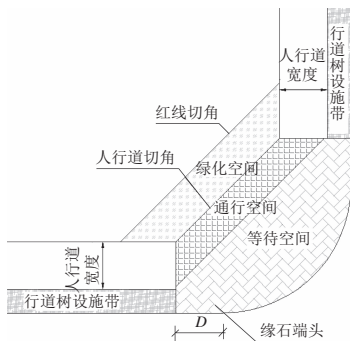 人行道
宽度
行道树设施带
红线切角
人行道切角
绿化空间
通行空间
等待空间
人行道
宽度
行道树设施带
D
缘石端头